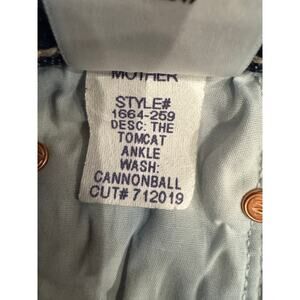 MOTHER
STYLE#
1664-259
DESC: THE
TOMCAT
ANKLE
WASH:
CANNONBALL
CUT# 712019